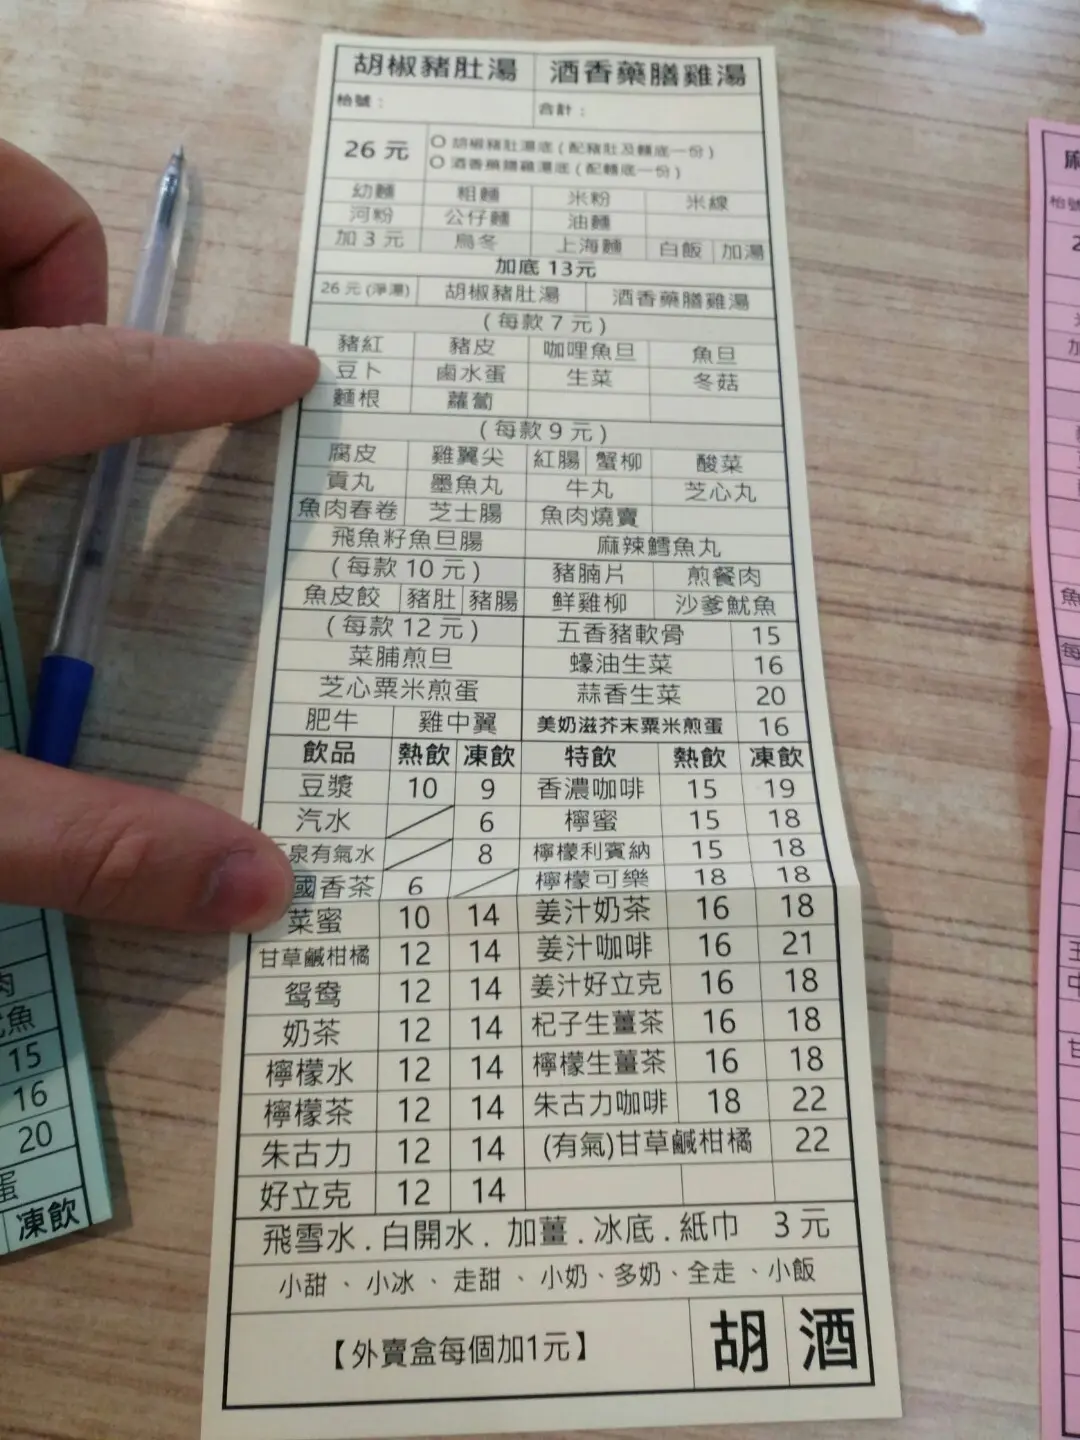 胡椒豬肚湯 酒香藥膳雞湯
枱號： 合計：
26 元 胡椒豬肚湯底 ( 配豬肚及麵底一份 )
酒香藥膳雞湯底 ( 配麵底一份 )
幼麵 粗麵 米粉 米線
河粉 公仔麵 油麵
加 3 元 烏冬 上海麵 白飯 加湯
加底 13元
26 元 (淨湯) 胡椒豬肚湯 酒香藥膳雞湯
( 每款 7 元 )
豬紅 豬皮 咖哩魚旦 魚旦
豆卜 鹵水蛋 生菜 冬菇
麵根 蘿蔔
( 每款 9 元 )
腐皮 雞翼尖 紅腸 蟹柳 酸菜
貢丸 墨魚丸 牛丸 芝心丸
魚肉春卷 芝士腸 魚肉燒賣
飛魚籽魚旦腸 麻辣鱈魚丸
( 每款 10 元 ) 豬腩片 煎餐肉
魚皮餃 豬肚 豬腸 鮮雞柳 沙爹魷魚
( 每款 12 元 ) 五香豬軟骨 15
菜脯煎旦 蠔油生菜 16
芝心粟米煎蛋 蒜香生菜 20
肥牛 雞中翼 美奶滋芥末粟米煎蛋 16
飲品 熱飲 凍飲 特飲 熱飲 凍飲
豆漿 10 9 香濃咖啡 15 19
汽水 6 檸蜜 15 18
泉有氣水 8 檸檬利賓納 15 18
國香茶 6 檸檬可樂 18 18
菜蜜 10 14 姜汁奶茶 16 18
甘草鹹柑橘 12 14 姜汁咖啡 16 21
鴛鴦 12 14 姜汁好立克 16 18
奶茶 12 14 杞子生薑茶 16 18
檸檬水 12 14 檸檬生薑茶 16 18
檸檬茶 12 14 朱古力咖啡 18 22
朱古力 12 14 (有氣)甘草鹹柑橘 22
好立克 12 14
飛雪水 . 白開水 . 加薑 . 冰底 . 紙巾 3 元
小甜 、 小冰 、 走甜 、 小奶、多奶、全走 、小飯
【外賣盒每個加1元】 胡 酒
肉
魚
15
16
20
蛋
凍飲
枱號